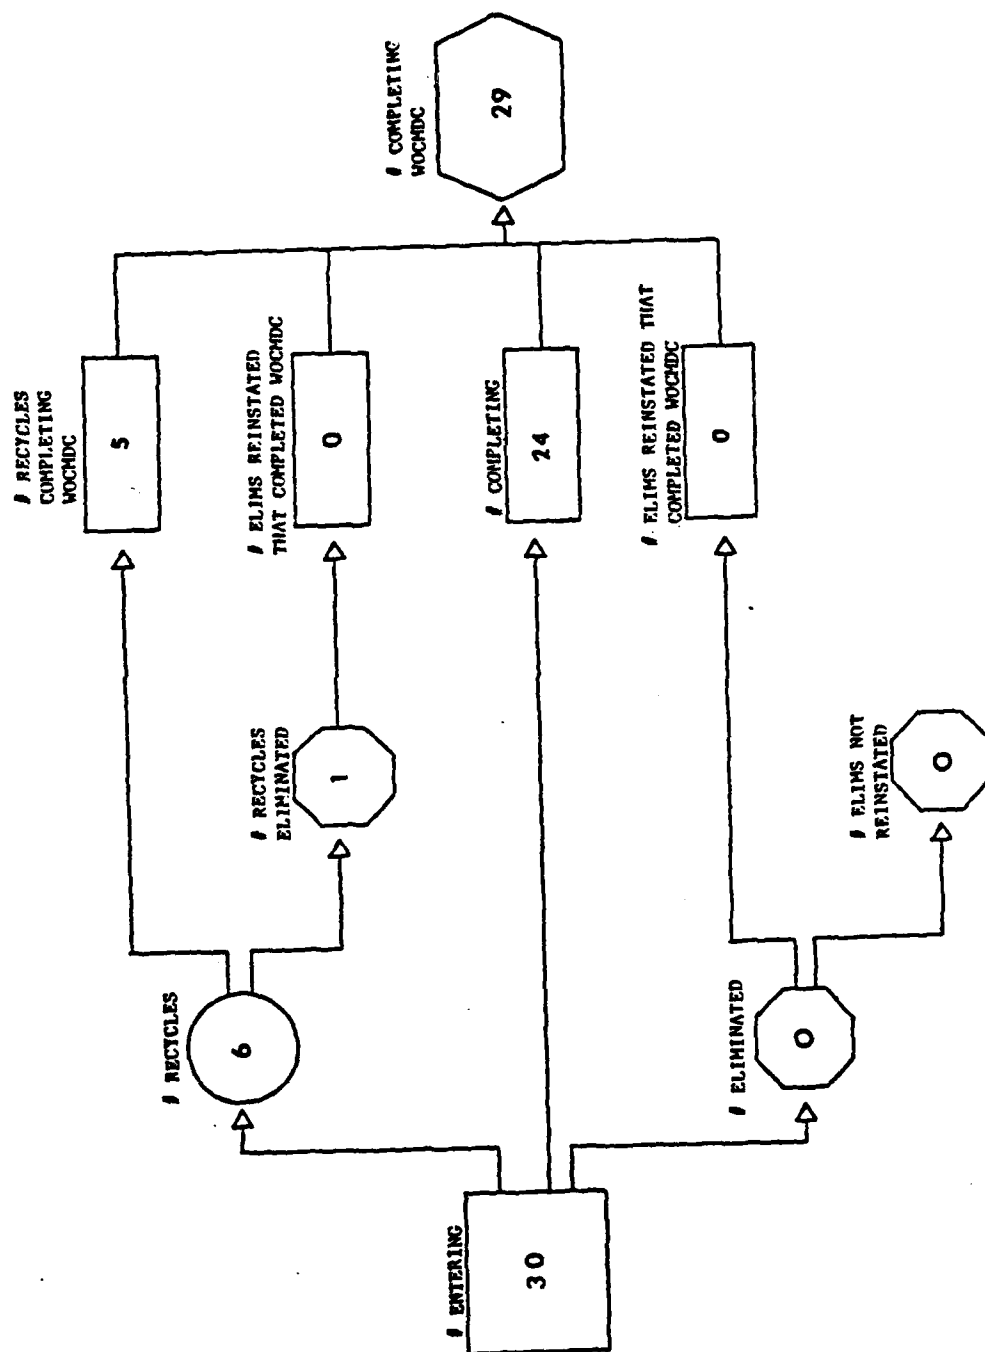 # ENTERING
30
# RECYCLES
6
# ELIMINATED
0
# RECYCLES
ELIMINATED
1
# ELIMS NOT
REINSTATED
0
# RECYCLES
COMPLETING
WOCMDC
5
# ELIMS REINSTATED
THAT COMPLETED WOCMDC
0
# COMPLETING
24
# ELIMS REINSTATED THAT
COMPLETED WOCMDC
0
# COMPLETING
WOCMDC
29